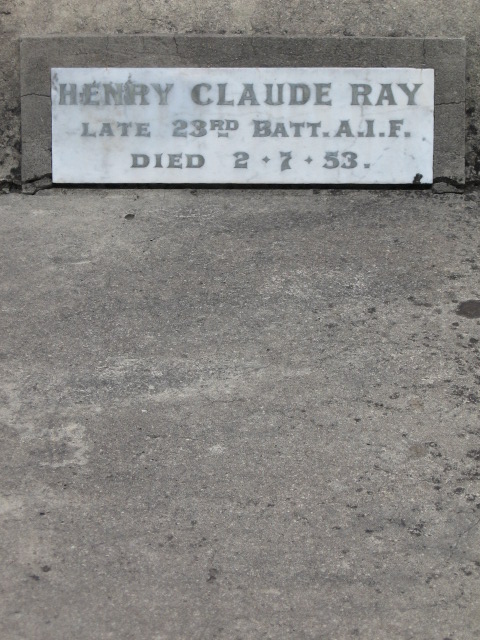 HENRY CLAUDE RAY
LATE 23RD BATT. A.I.F.
DIED 2·7·53.